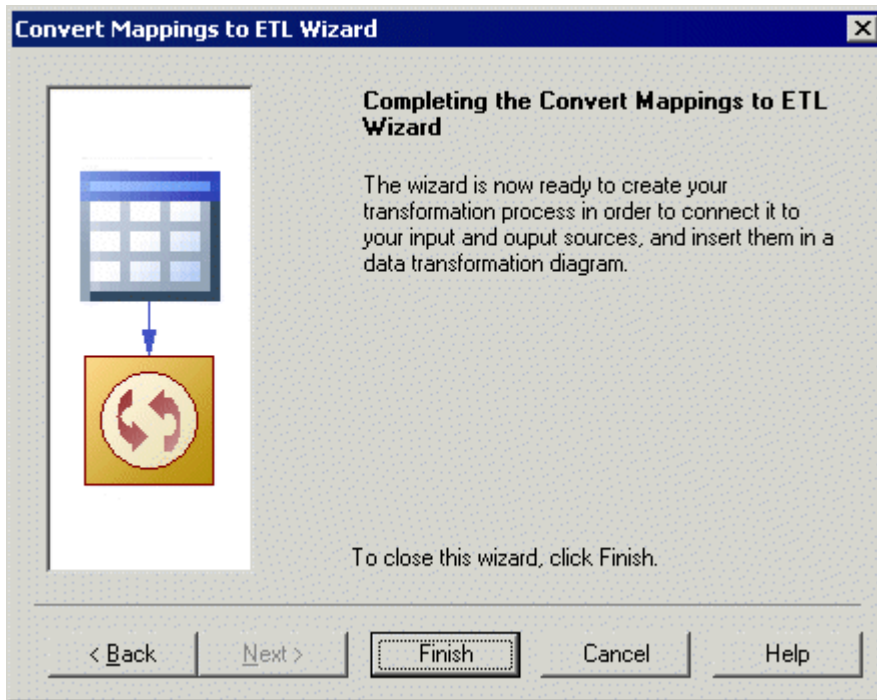 Convert Mappings to ETL Wizard
Completing the Convert Mappings to ETL
Wizard
The wizard is now ready to create your
transformation process in order to connect it to
your input and ouput sources, and insert them in a
data transformation diagram.
To close this wizard, click Finish.
< Back Next > Finish Cancel Help